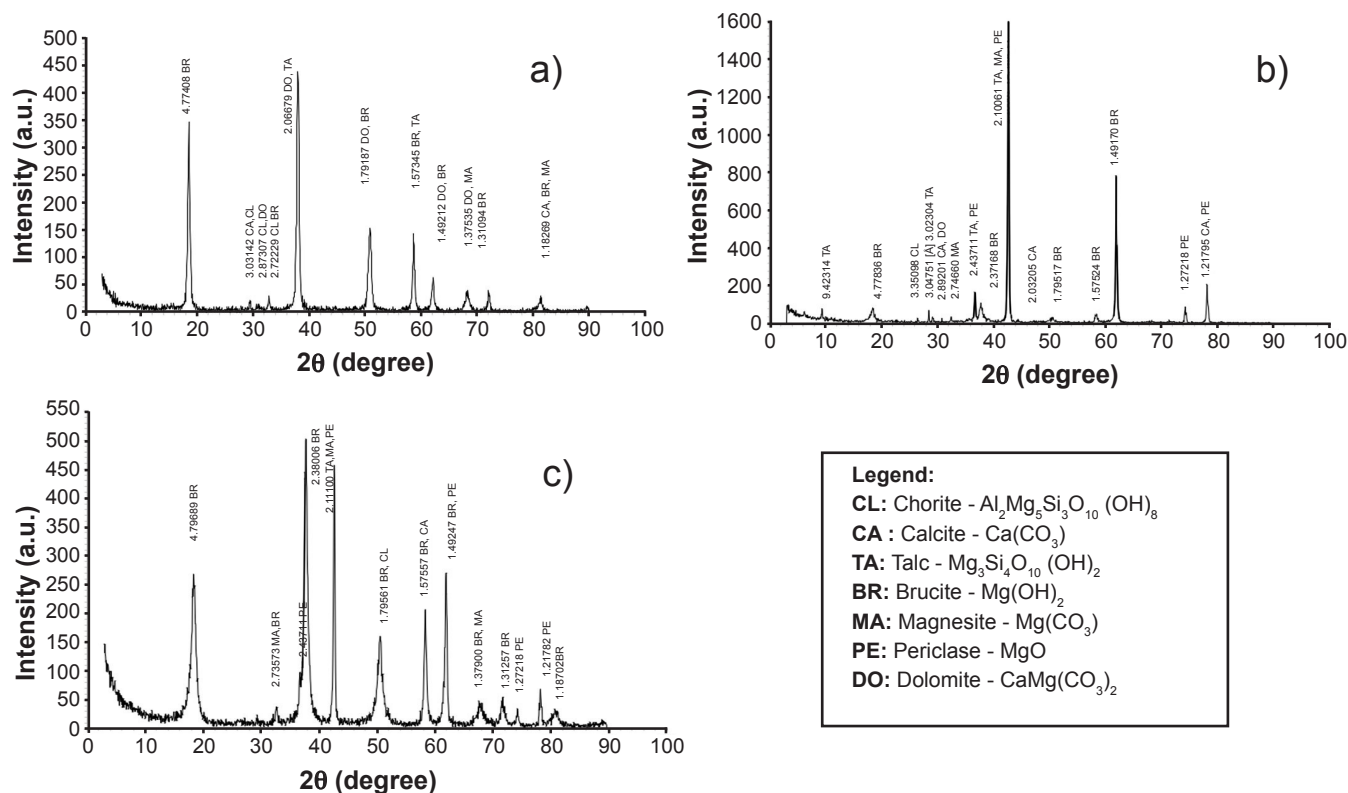 a)
Intensity (a.u.)
500
450
400
350
300
250
200
150
100
50
0
4.77408 BR
3.03142 CA,CL
2.87307 CL,DO
2.72229 CL,BR
2.06679 DO, TA
1.79187 DO, BR
1.57345 BR, TA
1.49212 DO, BR
1.37535 DO, MA
1.31094 BR
1.18269 CA, BR, MA
0 10 20 30 40 50 60 70 80 90 100
2θ (degree)
b)
Intensity (a.u.)
1600
1400
1200
1000
800
600
400
200
0
9.42314 TA
4.77836 BR
3.35098 CL
3.04751 [A] 3.02304 TA
2.89201 CA, DO
2.74660 MA
2.43711 TA, PE
2.37168 BR
2.10061 TA, MA, PE
2.03205 CA
1.79517 BR
1.57524 BR
1.49170 BR
1.27218 PE
1.21795 CA, PE
0 10 20 30 40 50 60 70 80 90 100
2θ (degree)
c)
Intensity (a.u.)
550
500
450
400
350
300
250
200
150
100
50
0
4.79689 BR
2.73573 MA,BR
2.43711 PE
2.38006 BR
2.11100 TA,MA,PE
1.79561 BR, CL
1.57557 BR, CA
1.49247 BR, PE
1.37900 BR, MA
1.31257 BR
1.27218 PE
1.21782 PE
1.18702BR
0 10 20 30 40 50 60 70 80 90 100
2θ (degree)
Legend:
CL: Chorite - Al₂Mg₅Si₃O₁₀ (OH)₈
CA : Calcite - Ca(CO₃)
TA: Talc - Mg₃Si₄O₁₀ (OH)₂
BR: Brucite - Mg(OH)₂
MA: Magnesite - Mg(CO₃)
PE: Periclase - MgO
DO: Dolomite - CaMg(CO₃)₂